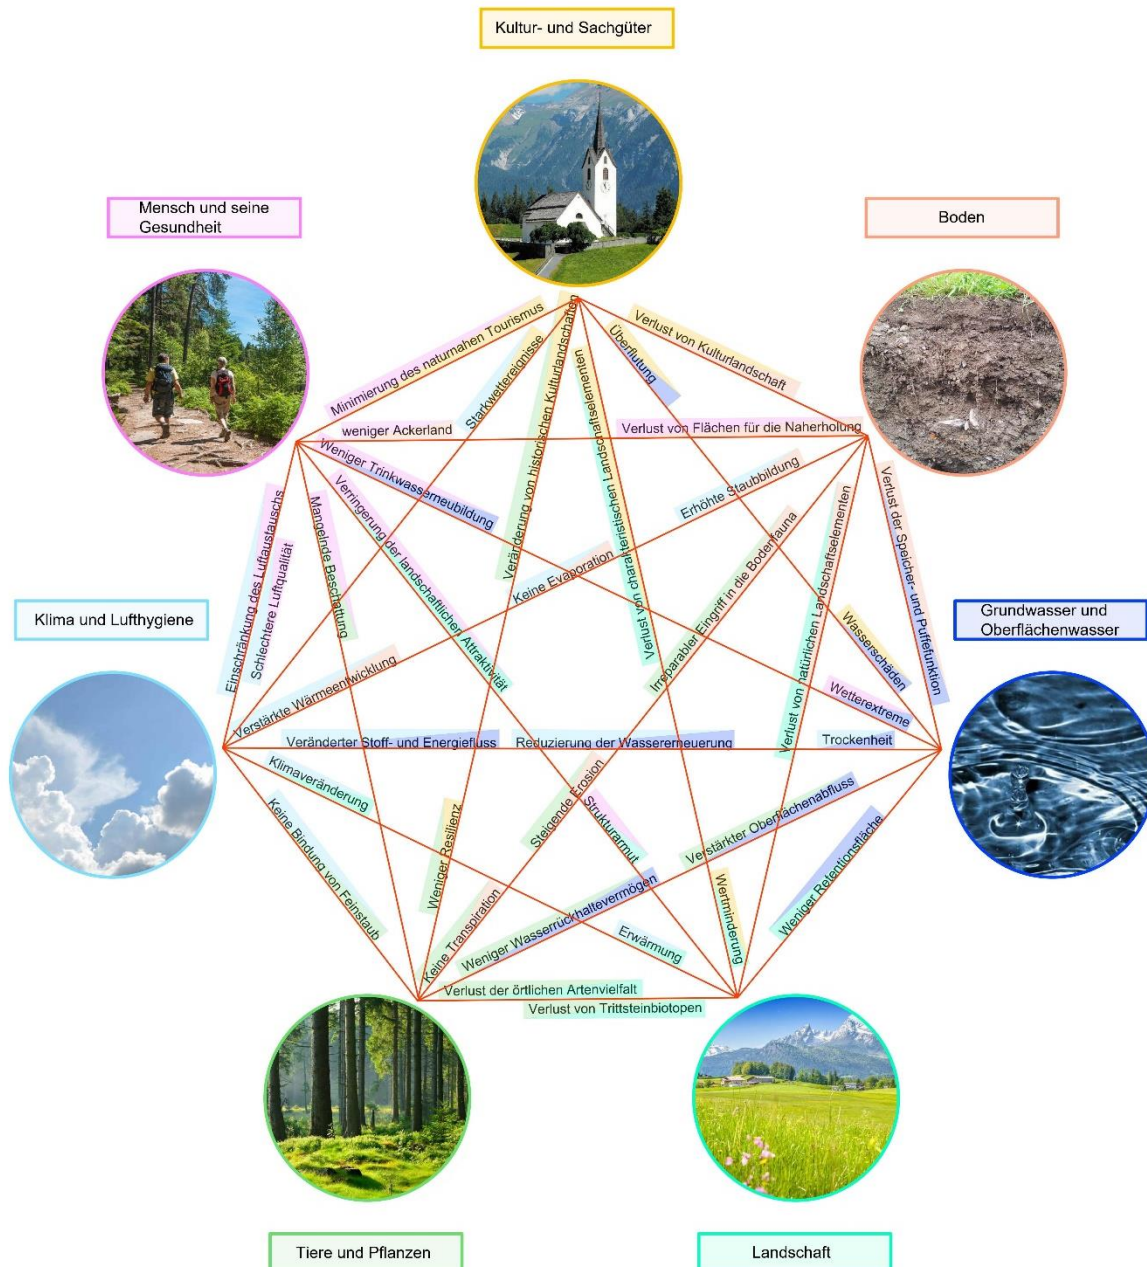 Kultur- und Sachgüter
Mensch und seine
Gesundheit
Boden
Minimierung des naturnahen Tourismus
Starkwettereignisse
Veränderung von historischen Kulturlandschaften
Verlust von charakteristischen Landschaftselementen
Überflutung
Verlust von Kulturlandschaft
weniger Ackerland
Verlust von Flächen für die Naherholung
Weniger Trinkwasserneubildung
Verringerung der landschaftlichen Attraktivität
Mangelnde Beschattung
Einschränkung des Luftaustauschs
Schlechtere Luftqualität
Erhöhte Staubbildung
Keine Evaporation
Irreparabler Eingriff in die Bodenfauna
Verlust von natürlichen Landschaftselementen
Verlust der Speicher- und Puffefunktion
Klima und Lufthygiene
Grundwasser und
Oberflächenwasser
Wasserschäden
Wetterextreme
Verstärkte Wärmeentwicklung
Veränderter Stoff- und Energiefluss
Reduzierung der Wassererneuerung
Trockenheit
Klimaveränderung
Keine Bindung von Feinstaub
Weniger Resilienz
Steigende Erosion
Strukturarmut
Verstärkter Oberflächenabfluss
Weniger Retentionsfläche
Keine Transpiration
Weniger Wasserrückhaltevermögen
Erwärmung
Wertminderung
Verlust der örtlichen Artenvielfalt
Verlust von Trittsteinbiotopen
Tiere und Pflanzen
Landschaft